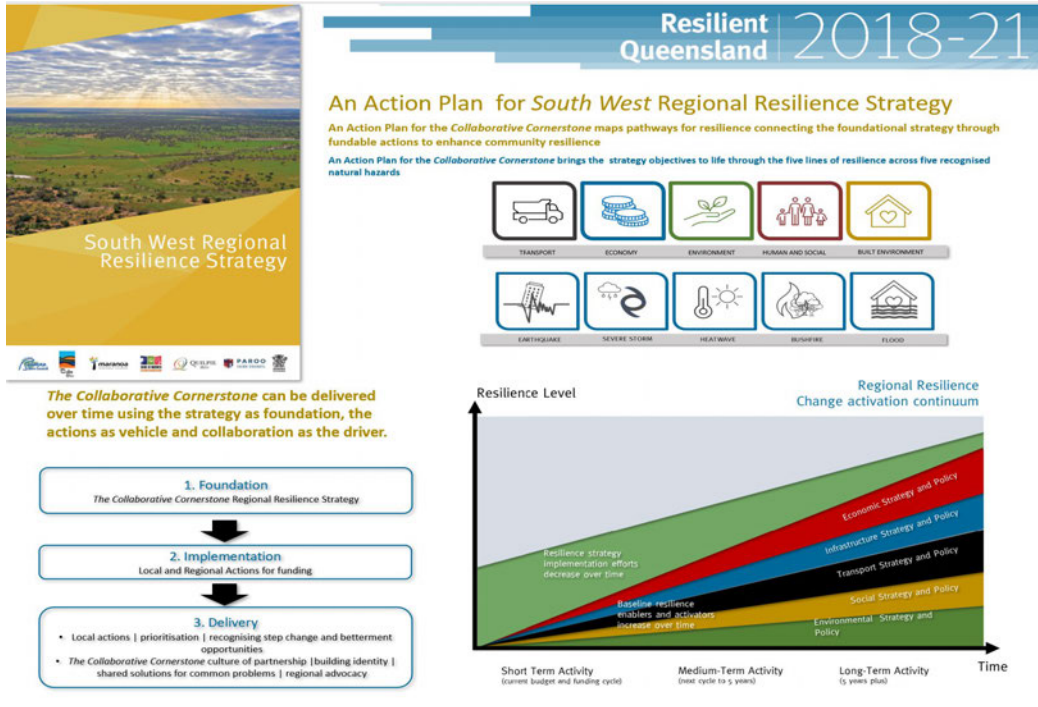 Resilient
Queensland
2018-21
South West Regional
Resilience Strategy
maranoa
QUILPIE
PAROO
An Action Plan for South West Regional Resilience Strategy
An Action Plan for the Collaborative Cornerstone maps pathways for resilience connecting the foundational strategy through
fundable actions to enhance community resilience
An Action Plan for the Collaborative Cornerstone brings the strategy objectives to life through the five lines of resilience across five recognised
natural hazards
TRANSPORT
ECONOMY
ENVIRONMENT
HUMAN AND SOCIAL
BUILT ENVIRONMENT
EARTHQUAKE
SEVERE STORM
HEATWAVE
BUSHFIRE
FLOOD
The Collaborative Cornerstone can be delivered
over time using the strategy as foundation, the
actions as vehicle and collaboration as the driver.
1. Foundation
The Collaborative Cornerstone Regional Resilience Strategy
2. Implementation
Local and Regional Actions for funding
3. Delivery
• Local actions | prioritisation | recognising step change and betterment
opportunities
• The Collaborative Cornerstone culture of partnership |building identity |
shared solutions for common problems | regional advocacy
Resilience Level
Regional Resilience
Change activation continuum
Resilience strategy
implementation efforts
decrease over time
Baseline resilience
enablers and activators
increase over time
Economic Strategy and Policy
Infrastructure Strategy and Policy
Transport Strategy and Policy
Social Strategy and Policy
Environmental Strategy and
Policy
Time
Short Term Activity
(current budget and funding cycle)
Medium-Term Activity
(next cycle to 5 years)
Long-Term Activity
(5 years plus)